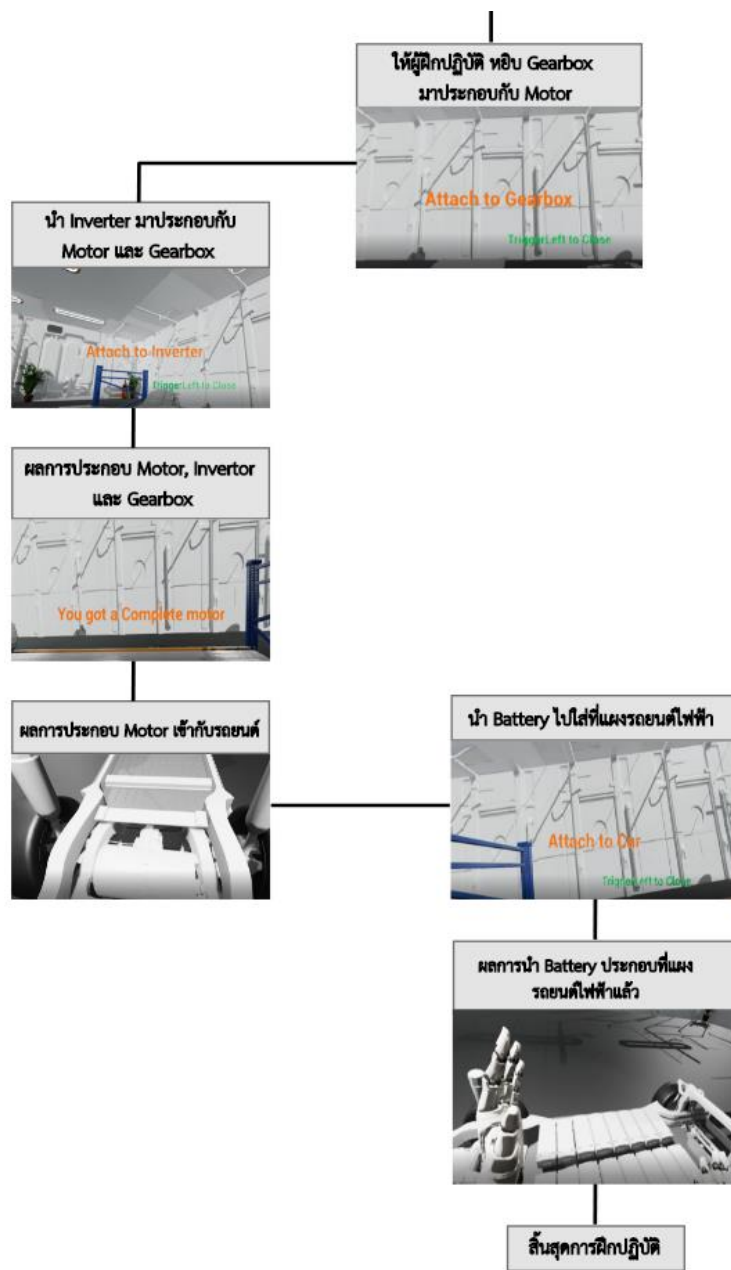 ให้ผู้ฝึกปฏิบัติ หยิบ Gearbox
มาประกอบกับ Motor
Attach to Gearbox
TriggerLeft to Close
นำ Inverter มาประกอบกับ
Motor และ Gearbox
Attach to Inverter
TriggerLeft to Close
ผลการประกอบ Motor, Invertor
และ Gearbox
You got a Complete motor
ผลการประกอบ Motor เข้ากับรถยนต์
นำ Battery ไปใส่ที่แผงรถยนต์ไฟฟ้า
Attach to Car
TriggerLeft to Close
ผลการนำ Battery ประกอบที่แผง
รถยนต์ไฟฟ้าแล้ว
สิ้นสุดการฝึกปฏิบัติ